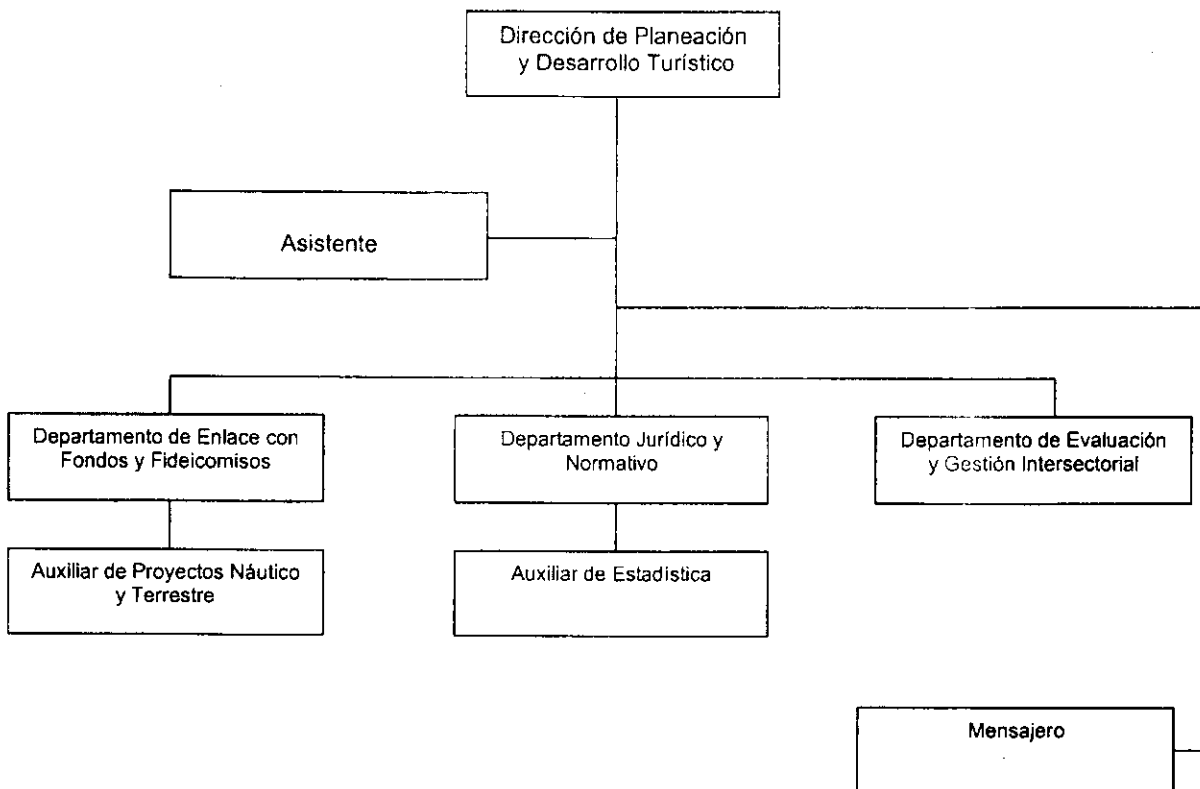 Dirección de Planeación
y Desarrollo Turístico
Asistente
Departamento de Enlace con
Fondos y Fideicomisos
Departamento Jurídico y
Normativo
Departamento de Evaluación
y Gestión Intersectorial
Auxiliar de Proyectos Náutico
y Terrestre
Auxiliar de Estadística
Mensajero